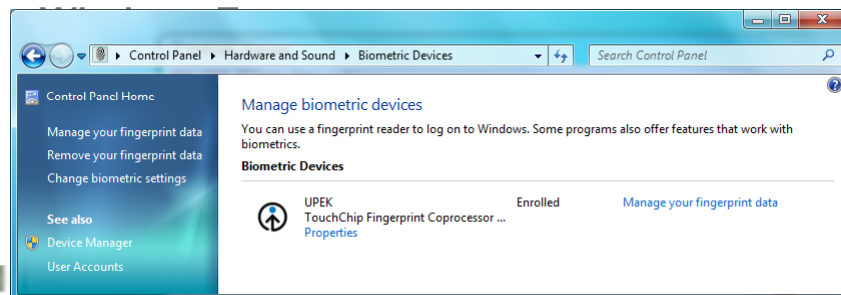 Control Panel ▸ Hardware and Sound ▸ Biometric Devices
Search Control Panel
Control Panel Home
Manage your fingerprint data
Remove your fingerprint data
Change biometric settings
See also
Device Manager
User Accounts
Manage biometric devices
You can use a fingerprint reader to log on to Windows. Some programs also offer features that work with
biometrics.
Biometric Devices
UPEK Enrolled Manage your fingerprint data
TouchChip Fingerprint Coprocessor ...
Properties